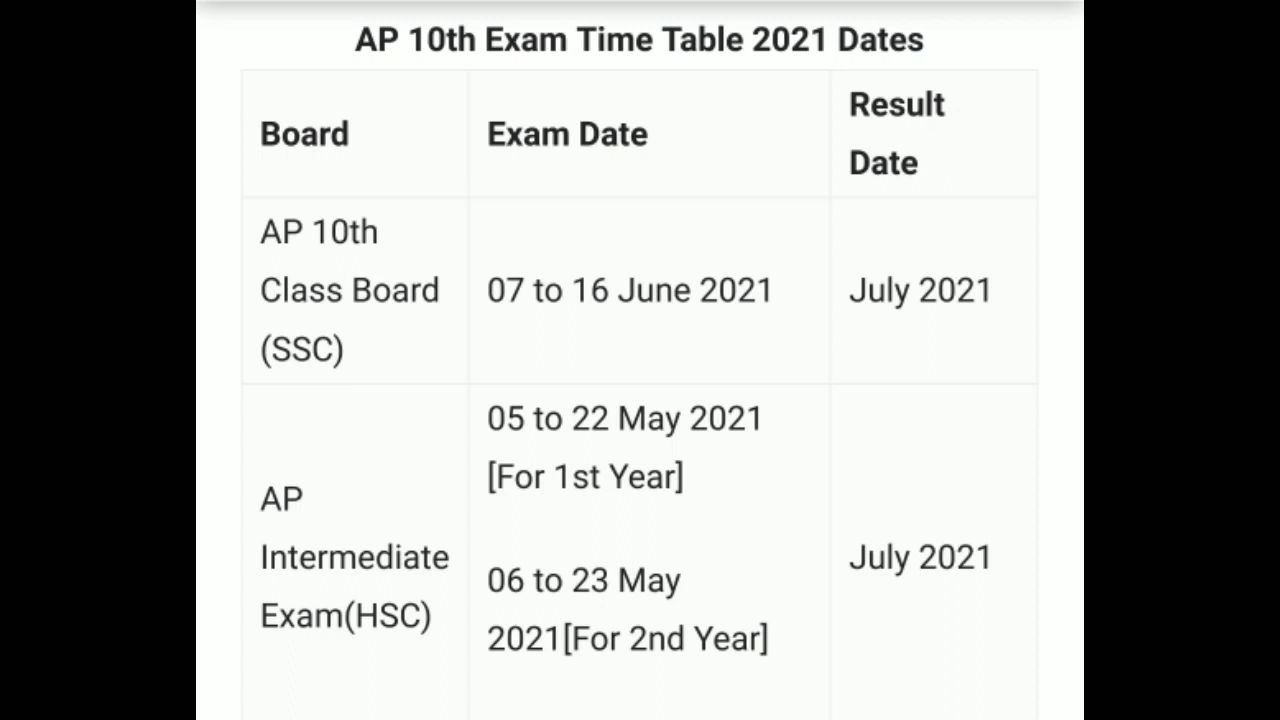 AP 10th Exam Time Table 2021 Dates
Board
Exam Date
Result
Date
AP 10th
Class Board
(SSC)
07 to 16 June 2021
July 2021
AP
Intermediate
Exam(HSC)
05 to 22 May 2021
[For 1st Year]
06 to 23 May
2021[For 2nd Year]
July 2021